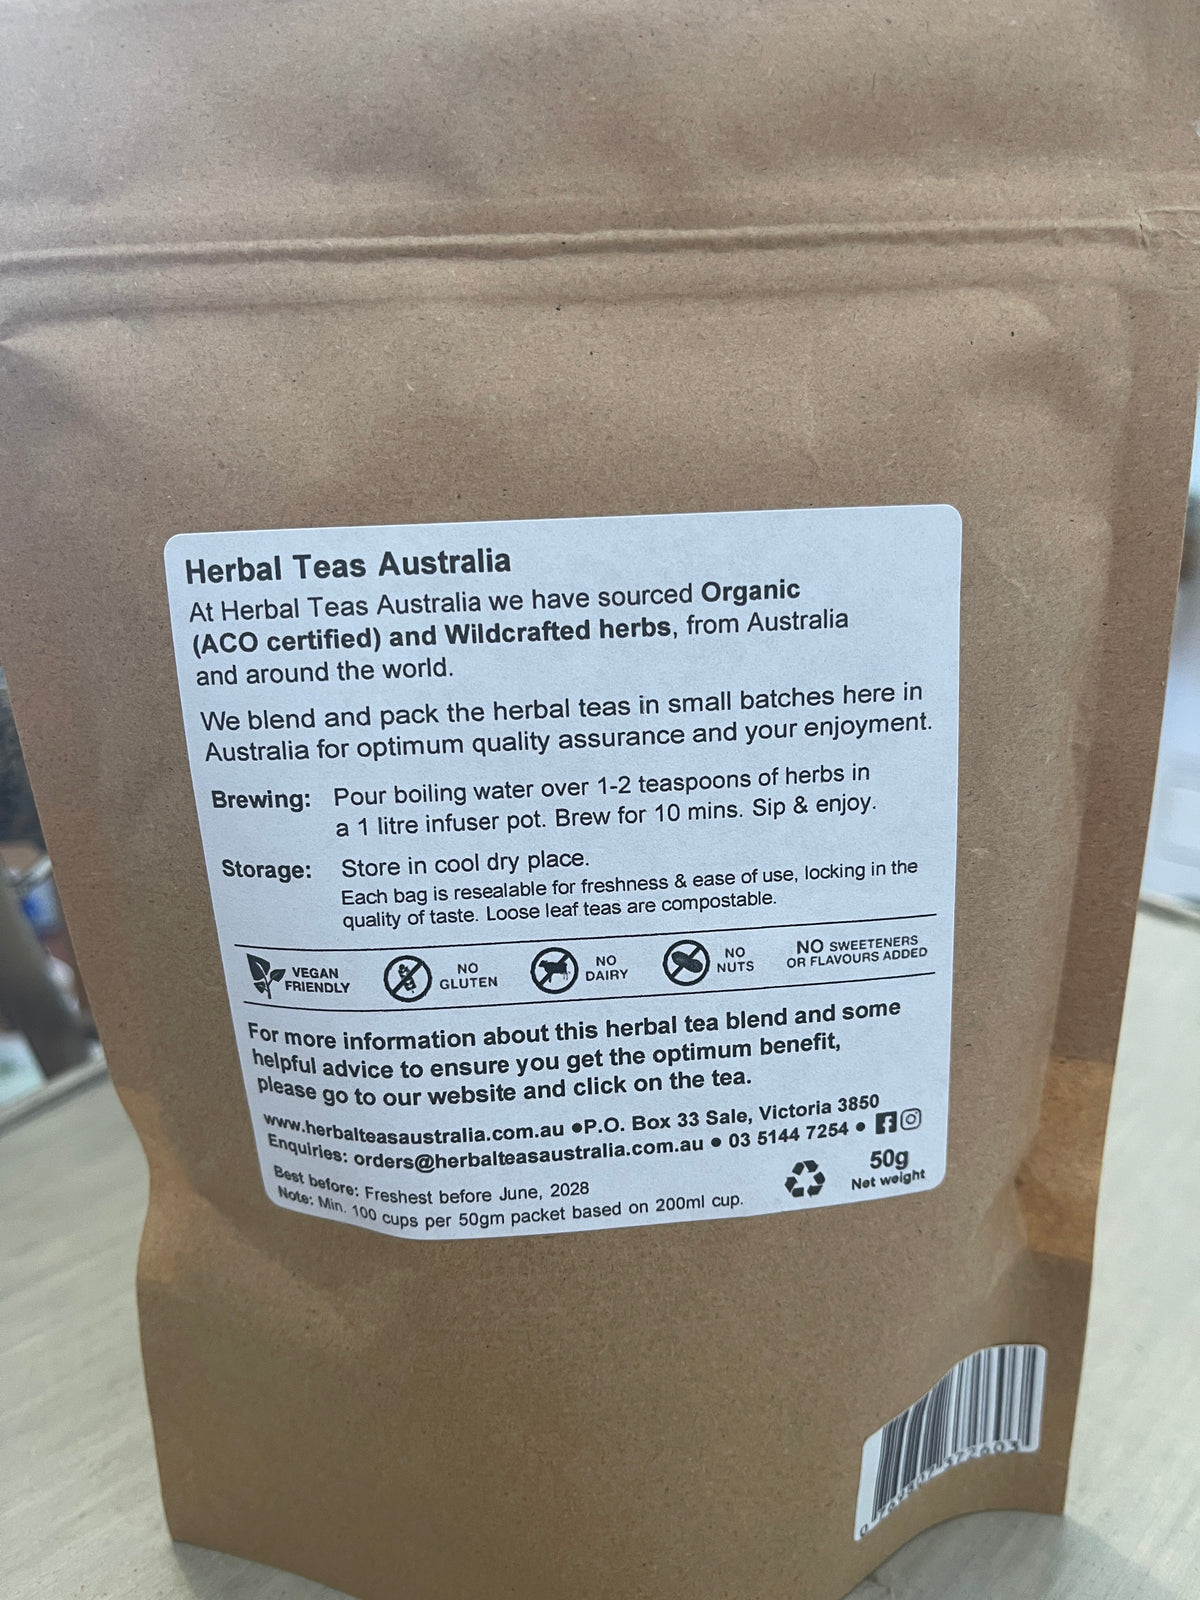 Herbal Teas Australia
At Herbal Teas Australia we have sourced Organic
(ACO certified) and Wildcrafted herbs, from Australia
and around the world.
We blend and pack the herbal teas in small batches here in
Australia for optimum quality assurance and your enjoyment.
Brewing: Pour boiling water over 1-2 teaspoons of herbs in
a 1 litre infuser pot. Brew for 10 mins. Sip & enjoy.
Storage: Store in cool dry place.
Each bag is resealable for freshness & ease of use, locking in the
quality of taste. Loose leaf teas are compostable.
VEGAN
FRIENDLY
NO
GLUTEN
NO
DAIRY
NO
NUTS
NO SWEETENERS
OR FLAVOURS ADDED
For more information about this herbal tea blend and some
helpful advice to ensure you get the optimum benefit,
please go to our website and click on the tea.
www.herbalteasaustralia.com.au •P.O. Box 33 Sale, Victoria 3850
Enquiries: orders@herbalteasaustralia.com.au • 03 5144 7254 •
Best before: Freshest before June, 2028
Note: Min. 100 cups per 50gm packet based on 200ml cup.
50g
Net weight